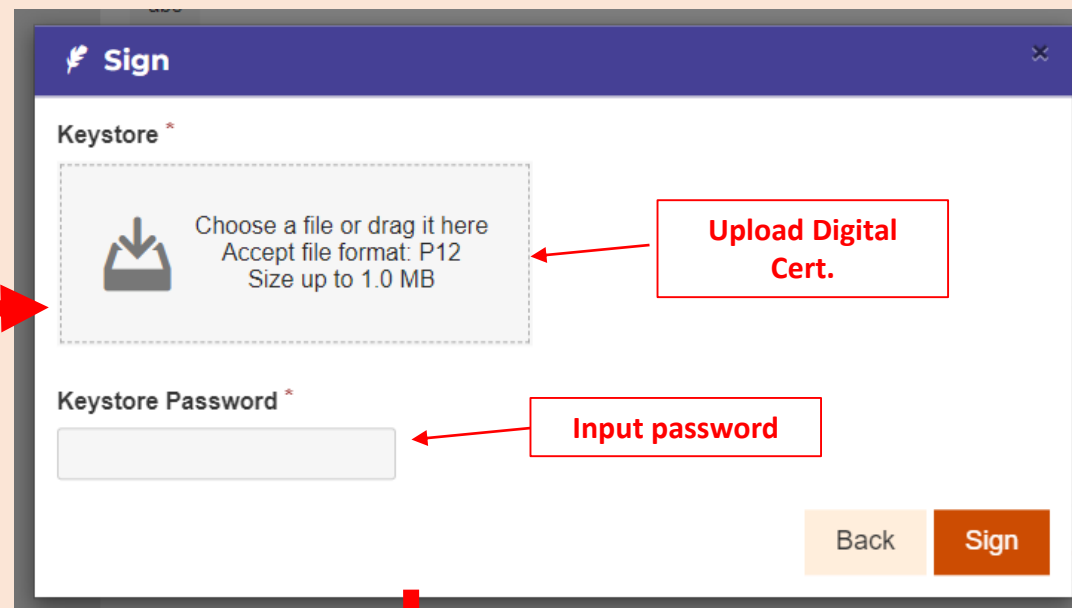 Sign
Keystore *
Choose a file or drag it here
Accept file format: P12
Size up to 1.0 MB
Upload Digital
Cert.
Keystore Password *
Input password
Back
Sign